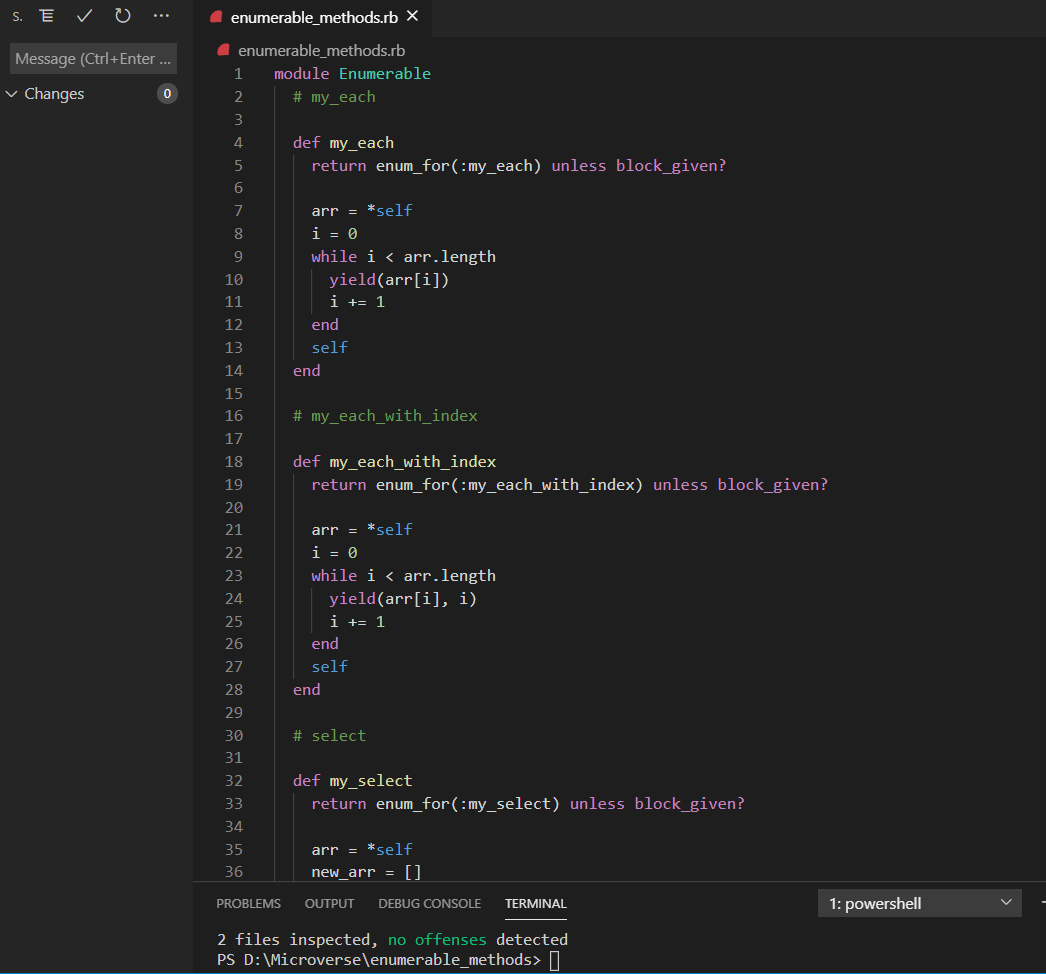 S.
Message (Ctrl+Enter ...
Changes 0
enumerable_methods.rb
enumerable_methods.rb
1 module Enumerable
2 # my_each
3
4 def my_each
5 return enum_for(:my_each) unless block_given?
6
7 arr = *self
8 i = 0
9 while i < arr.length
10 yield(arr[i])
11 i += 1
12 end
13 self
14 end
15
16 # my_each_with_index
17
18 def my_each_with_index
19 return enum_for(:my_each_with_index) unless block_given?
20
21 arr = *self
22 i = 0
23 while i < arr.length
24 yield(arr[i], i)
25 i += 1
26 end
27 self
28 end
29
30 # select
31
32 def my_select
33 return enum_for(:my_select) unless block_given?
34
35 arr = *self
36 new_arr = []
PROBLEMS OUTPUT DEBUG CONSOLE TERMINAL 1: powershell
2 files inspected, no offenses detected
PS D:\Microverse\enumerable_methods>